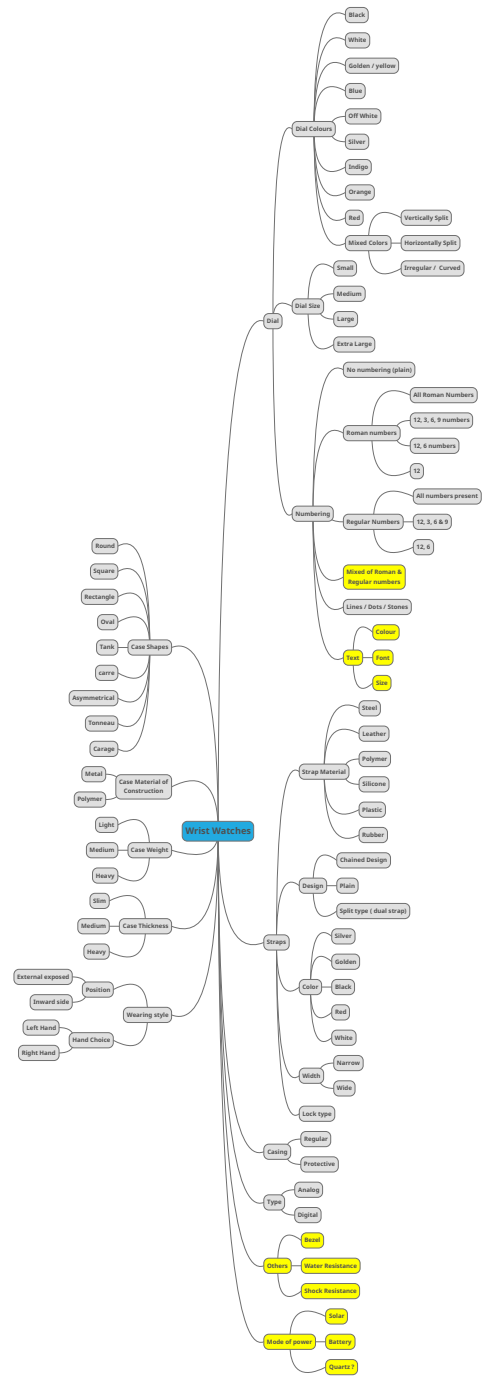 Wrist Watches
Dial
Dial Colours
Black
White
Golden / yellow
Blue
Off White
Silver
Indigo
Orange
Red
Mixed Colors
Vertically Split
Horizontally Split
Irregular /  Curved
Dial Size
Small
Medium
Large
Extra Large
Numbering
No numbering (plain)
Roman numbers
All Roman Numbers
12, 3, 6, 9 numbers
12, 6 numbers
12
Regular Numbers
All numbers present
12, 3, 6 & 9
12, 6
Mixed of Roman &
Regular numbers
Lines / Dots / Stones
Text
Colour
Font
Size
Straps
Strap Material
Steel
Leather
Polymer
Silicone
Plastic
Rubber
Design
Chained Design
Plain
Split type ( dual strap)
Color
Silver
Golden
Black
Red
White
Width
Narrow
Wide
Lock type
Casing
Regular
Protective
Type
Analog
Digital
Others
Bezel
Water Resistance
Shock Resistance
Mode of power
Solar
Battery
Quartz ?
Case Shapes
Round
Square
Rectangle
Oval
Tank
carre
Asymmetrical
Tonneau
Carage
Case Material of
Construction
Metal
Polymer
Case Weight
Light
Medium
Heavy
Case Thickness
Slim
Medium
Heavy
Wearing style
Position
External exposed
Inward side
Hand Choice
Left Hand
Right Hand